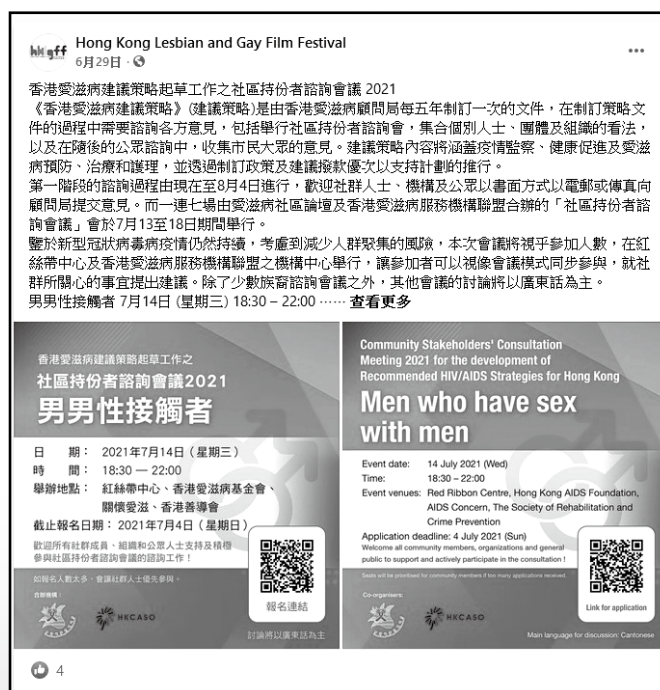 hk lgff
Hong Kong Lesbian and Gay Film Festival
6月29日 ·
香港愛滋病建議策略起草工作之社區持份者諮詢會議 2021
《香港愛滋病建議策略》(建議策略)是由香港愛滋病顧問局每五年制訂一次的文件，在制訂策略文
件的過程中需要諮詢各方意見，包括舉行社區持份者諮詢會，集合個別人士、團體及組織的看法，
以及在隨後的公眾諮詢中，收集市民大眾的意見。建議策略內容將涵蓋疫情監察、健康促進及愛滋
病預防、治療和護理，並透過制訂政策及建議撥款優次以支持計劃的推行。
第一階段的諮詢過程由現在至8月4日進行，歡迎社群人士、機構及公眾以書面方式以電郵或傳真向
顧問局提交意見。而一連七場由愛滋病社區論壇及香港愛滋病服務機構聯盟合辦的「社區持份者諮
詢會議」會於7月13至18日期間舉行。
鑒於新型冠狀病毒病疫情仍然持續，考慮到減少人群聚集的風險，本次會議將視乎參加人數，在紅
絲帶中心及香港愛滋病服務機構聯盟之機構中心舉行，讓參加者可以視像會議模式同步參與，就社
群所關心的事宜提出建議。除了少數族裔諮詢會議之外，其他會議的討論將以廣東話為主。
男男性接觸者 7月14日 (星期三) 18:30 – 22:00 …… 查看更多
香港愛滋病建議策略起草工作之
社區持份者諮詢會議2021
男男性接觸者
日　　期： 2021年7月14日（星期三）
時　　間： 18:30 — 22:00
舉辦地點： 紅絲帶中心、香港愛滋病基金會、
關懷愛滋、香港善導會
截止報名日期： 2021年7月4日（星期日）
歡迎所有社群成員、組織和公眾人士支持及積極
參與社區持份者諮詢會議的諮詢工作！
如報名人數太多，會讓社群人士優先參與。
合辦機構：
HKCASO
報名連結
討論將以廣東話為主
Community Stakeholders' Consultation
Meeting 2021 for the development of
Recommended HIV/AIDS Strategies for Hong Kong
Men who have sex
with men
Event date: 14 July 2021 (Wed)
Time: 18:30 – 22:00
Event venues: Red Ribbon Centre, Hong Kong AIDS Foundation,
AIDS Concern, The Society of Rehabilitation and
Crime Prevention
Application deadline: 4 July 2021 (Sun)
Welcome all community members, organizations and general
public to support and actively participate in the consultation !
Seats will be prioritised for community members if too many applications received.
Co-organisers:
HKCASO
Link for application
Main language for discussion: Cantonese
4